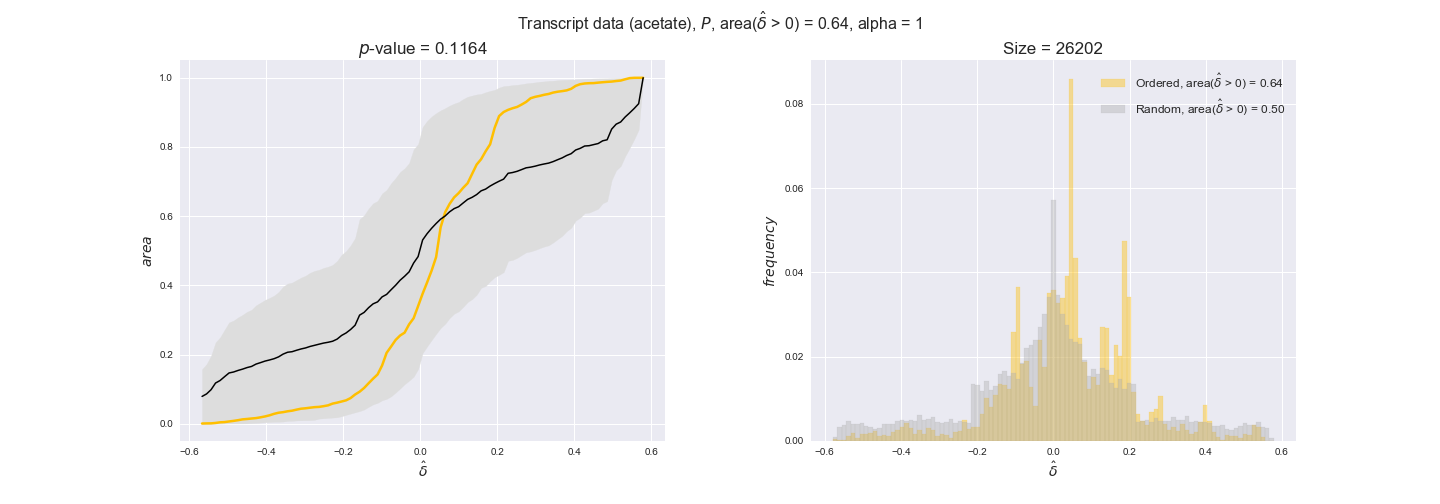 Transcript data (acetate), P, area(δ̂ > 0) = 0.64, alpha = 1
p-value = 0.1164
1.0
0.8
0.6
0.4
0.2
0.0
area
−0.6 −0.4 −0.2 0.0 0.2 0.4 0.6
δ̂
Size = 26202
Ordered, area(δ̂ > 0) = 0.64
Random, area(δ̂ > 0) = 0.50
0.08
0.06
0.04
0.02
0.00
frequency
−0.6 −0.4 −0.2 0.0 0.2 0.4 0.6
δ̂